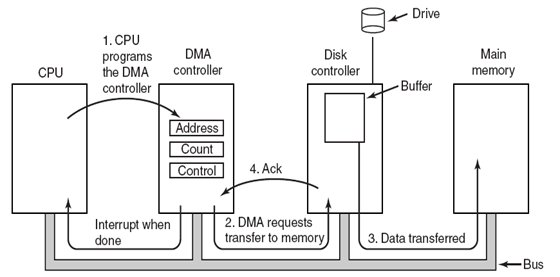 Drive
1. CPU
programs
the DMA
controller
CPU
DMA
controller
Disk
controller
Main
memory
Buffer
Address
Count
Control
4. Ack
Interrupt when
done
2. DMA requests
transfer to memory
3. Data transferred
Bus